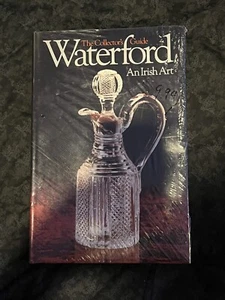 The Collector's Guide
Waterford
An Irish Art